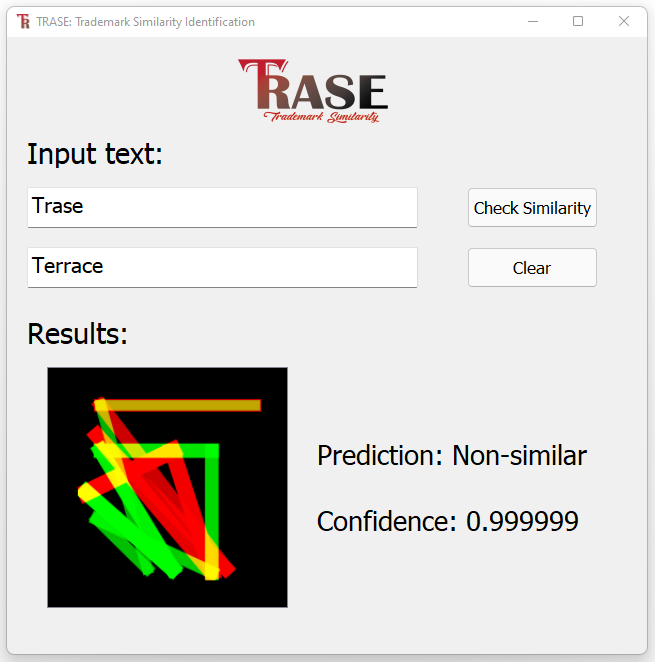 TRASE: Trademark Similarity Identification
TRASE
Trademark Similarity
Input text:
Trase
Check Similarity
Terrace
Clear
Results:
Prediction: Non-similar
Confidence: 0.999999